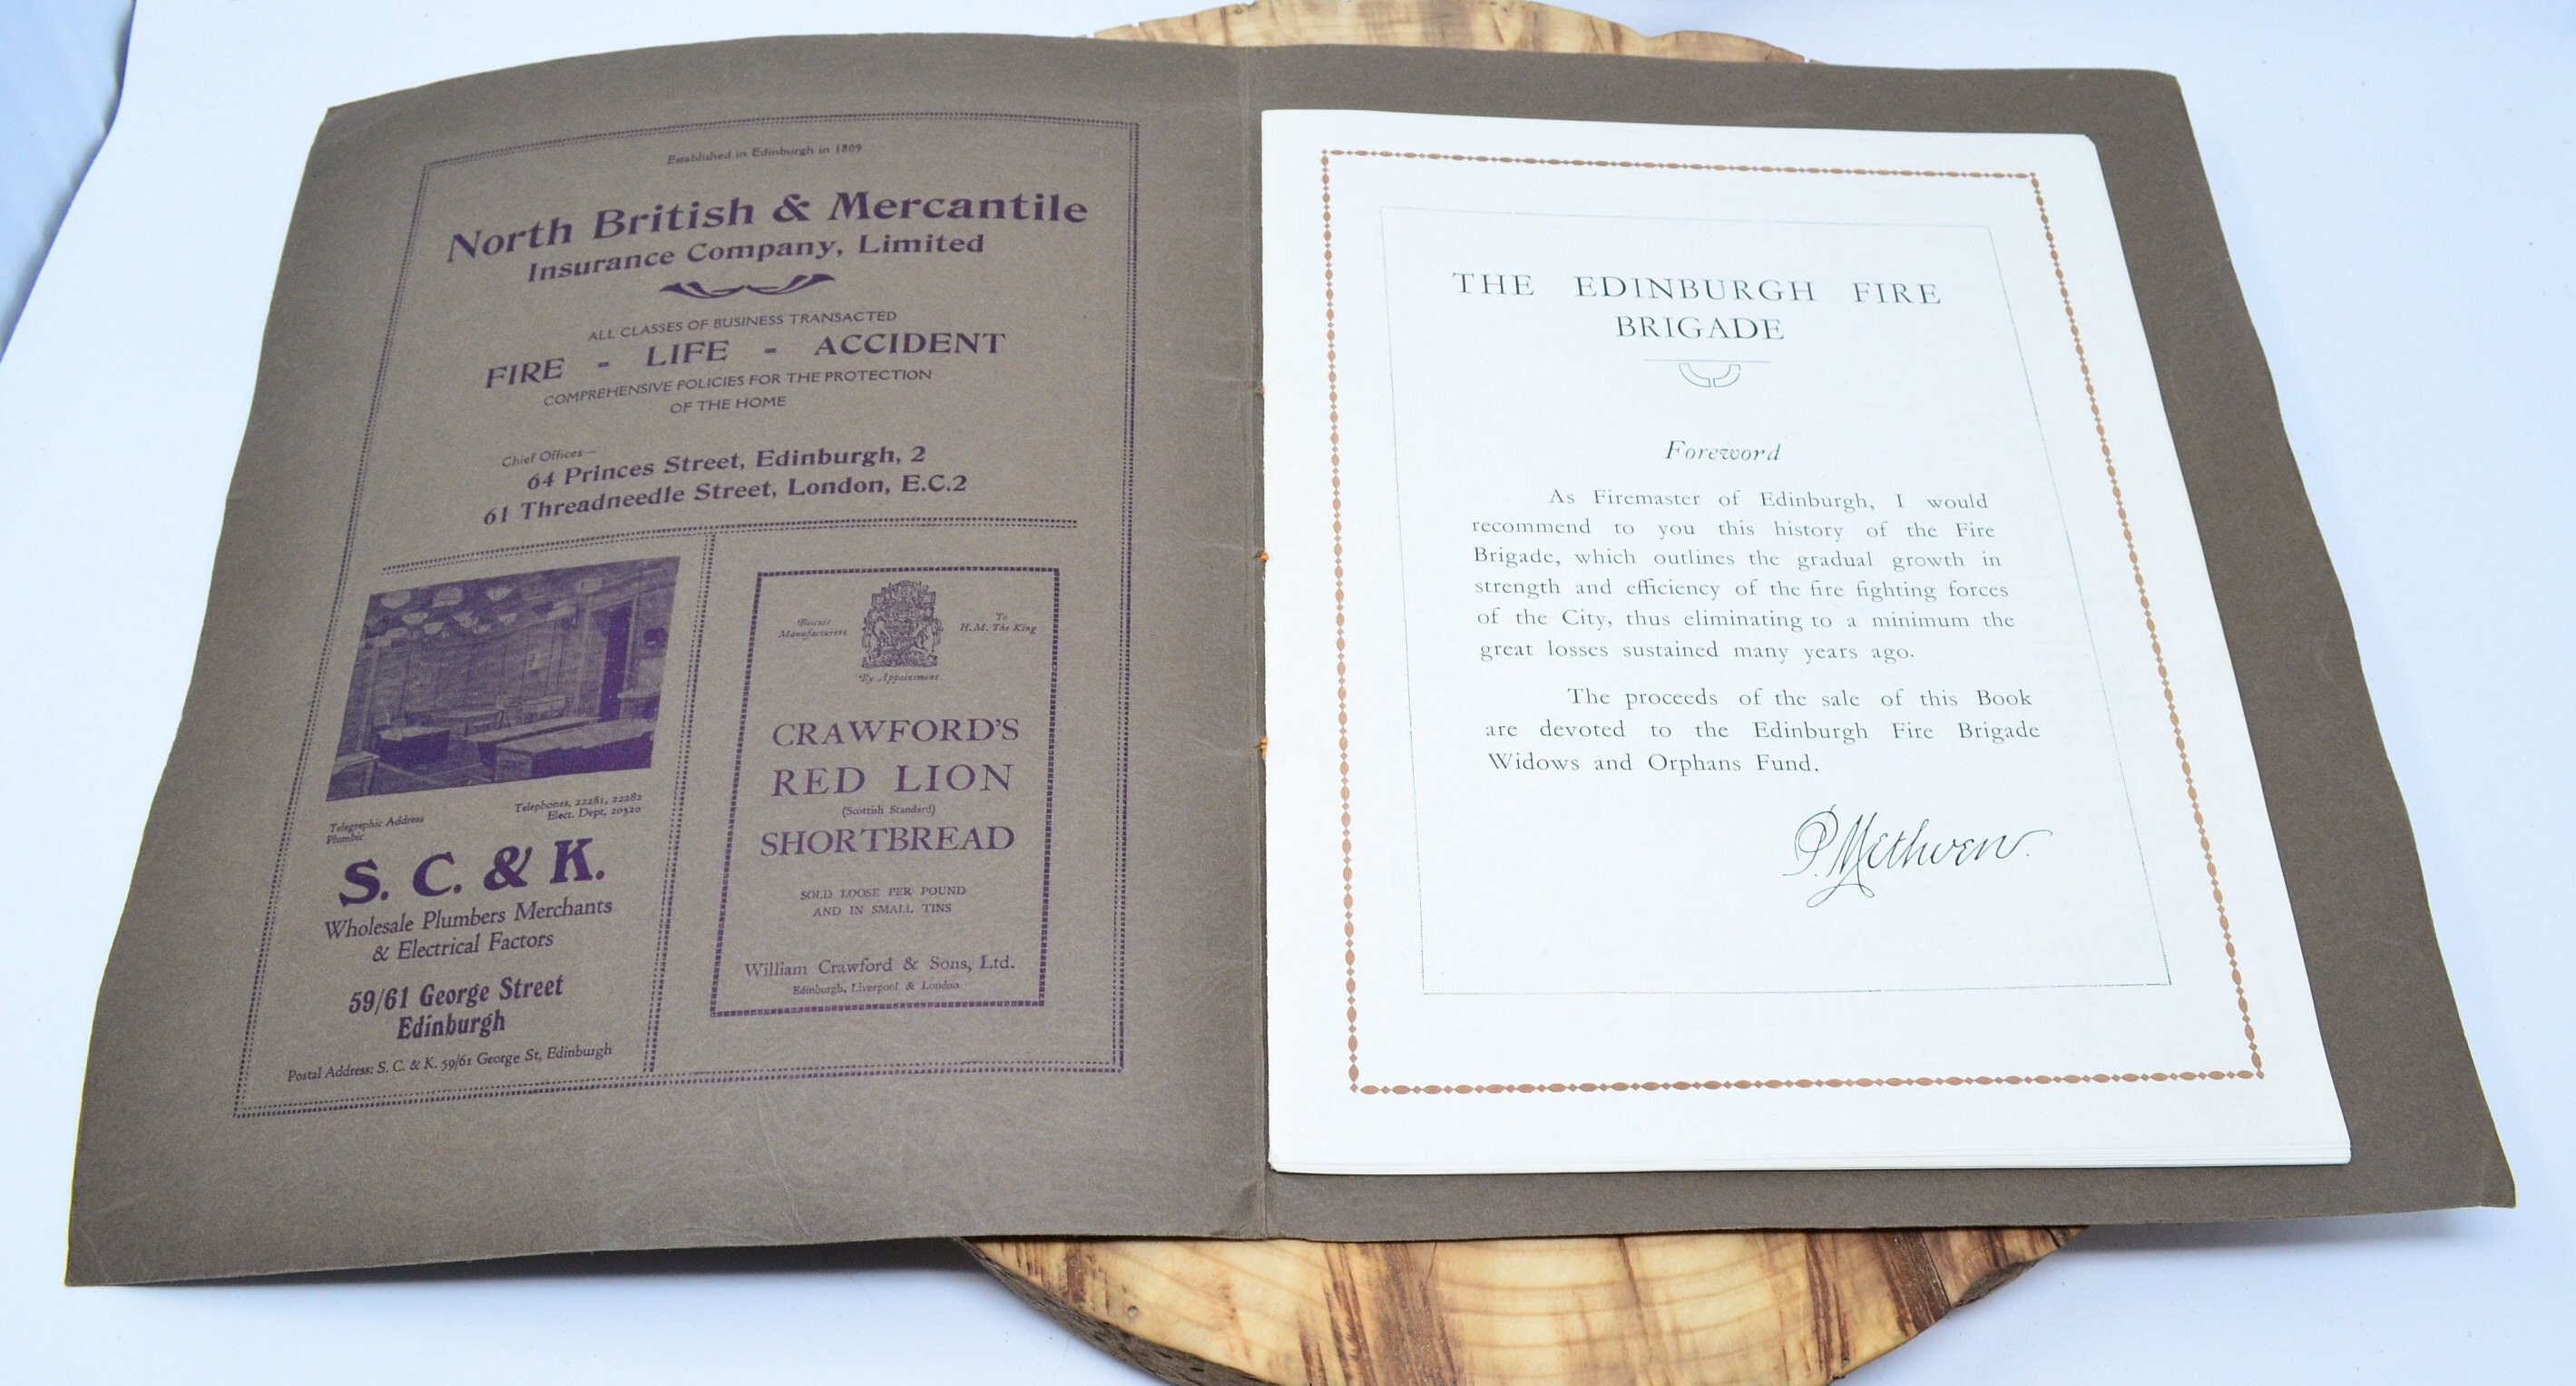 Established in Edinburgh in 1809
North British & Mercantile
Insurance Company, Limited
ALL CLASSES OF BUSINESS TRANSACTED
FIRE - LIFE - ACCIDENT
COMPREHENSIVE POLICIES FOR THE PROTECTION
OF THE HOME
Chief Offices—
64 Princes Street, Edinburgh, 2
61 Threadneedle Street, London, E.C.2
Telegraphic Address
Plumbic
Telephones, 22281, 22282
Elect. Dept, 20520
S. C. & K.
Wholesale Plumbers Merchants
& Electrical Factors
59/61 George Street
Edinburgh
Postal Address: S. C. & K. 59/61 George St, Edinburgh
Biscuit
Manufacturers
To
H.M. The King
By Appointment
CRAWFORD'S
RED LION
(Scottish Standard)
SHORTBREAD
SOLD LOOSE PER POUND
AND IN SMALL TINS
William Crawford & Sons, Ltd.
Edinburgh, Liverpool & London
THE EDINBURGH FIRE
BRIGADE
Foreword
As Firemaster of Edinburgh, I would
recommend to you this history of the Fire
Brigade, which outlines the gradual growth in
strength and efficiency of the fire fighting forces
of the City, thus eliminating to a minimum the
great losses sustained many years ago.
The proceeds of the sale of this Book
are devoted to the Edinburgh Fire Brigade
Widows and Orphans Fund.
P. Methven.